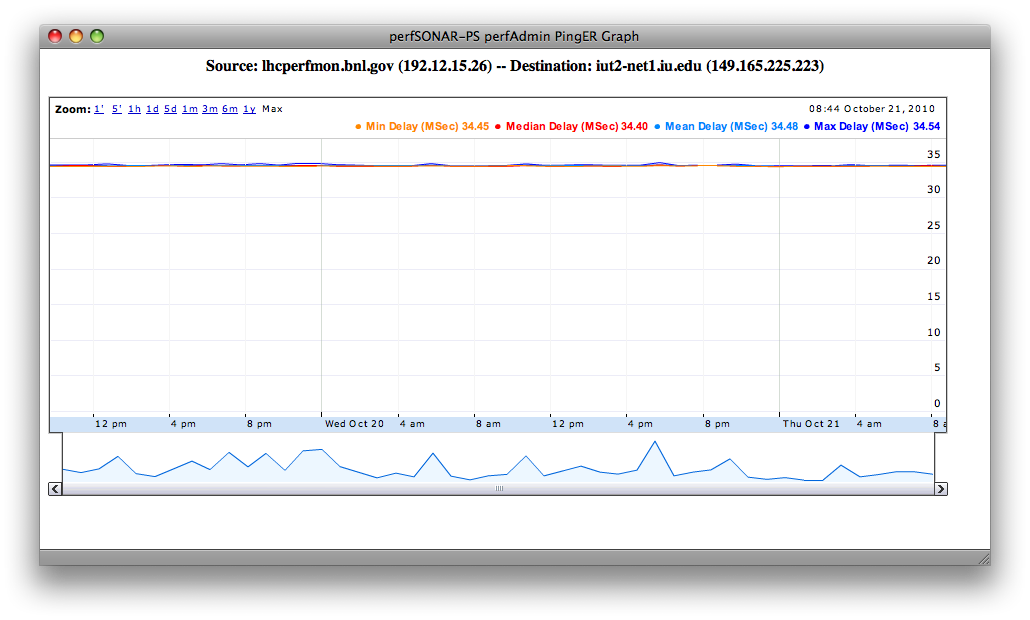 perfSONAR-PS perfAdmin PingER Graph
Source: lhcperfmon.bnl.gov (192.12.15.26) -- Destination: iut2-net1.iu.edu (149.165.225.223)
Zoom: 1' 5' 1h 1d 5d 1m 3m 6m 1y Max 08:44 October 21, 2010
Min Delay (MSec) 34.45 Median Delay (MSec) 34.40 Mean Delay (MSec) 34.48 Max Delay (MSec) 34.54
35
30
25
20
15
10
5
0
12 pm 4 pm 8 pm Wed Oct 20 4 am 8 am 12 pm 4 pm 8 pm Thu Oct 21 4 am 8 a